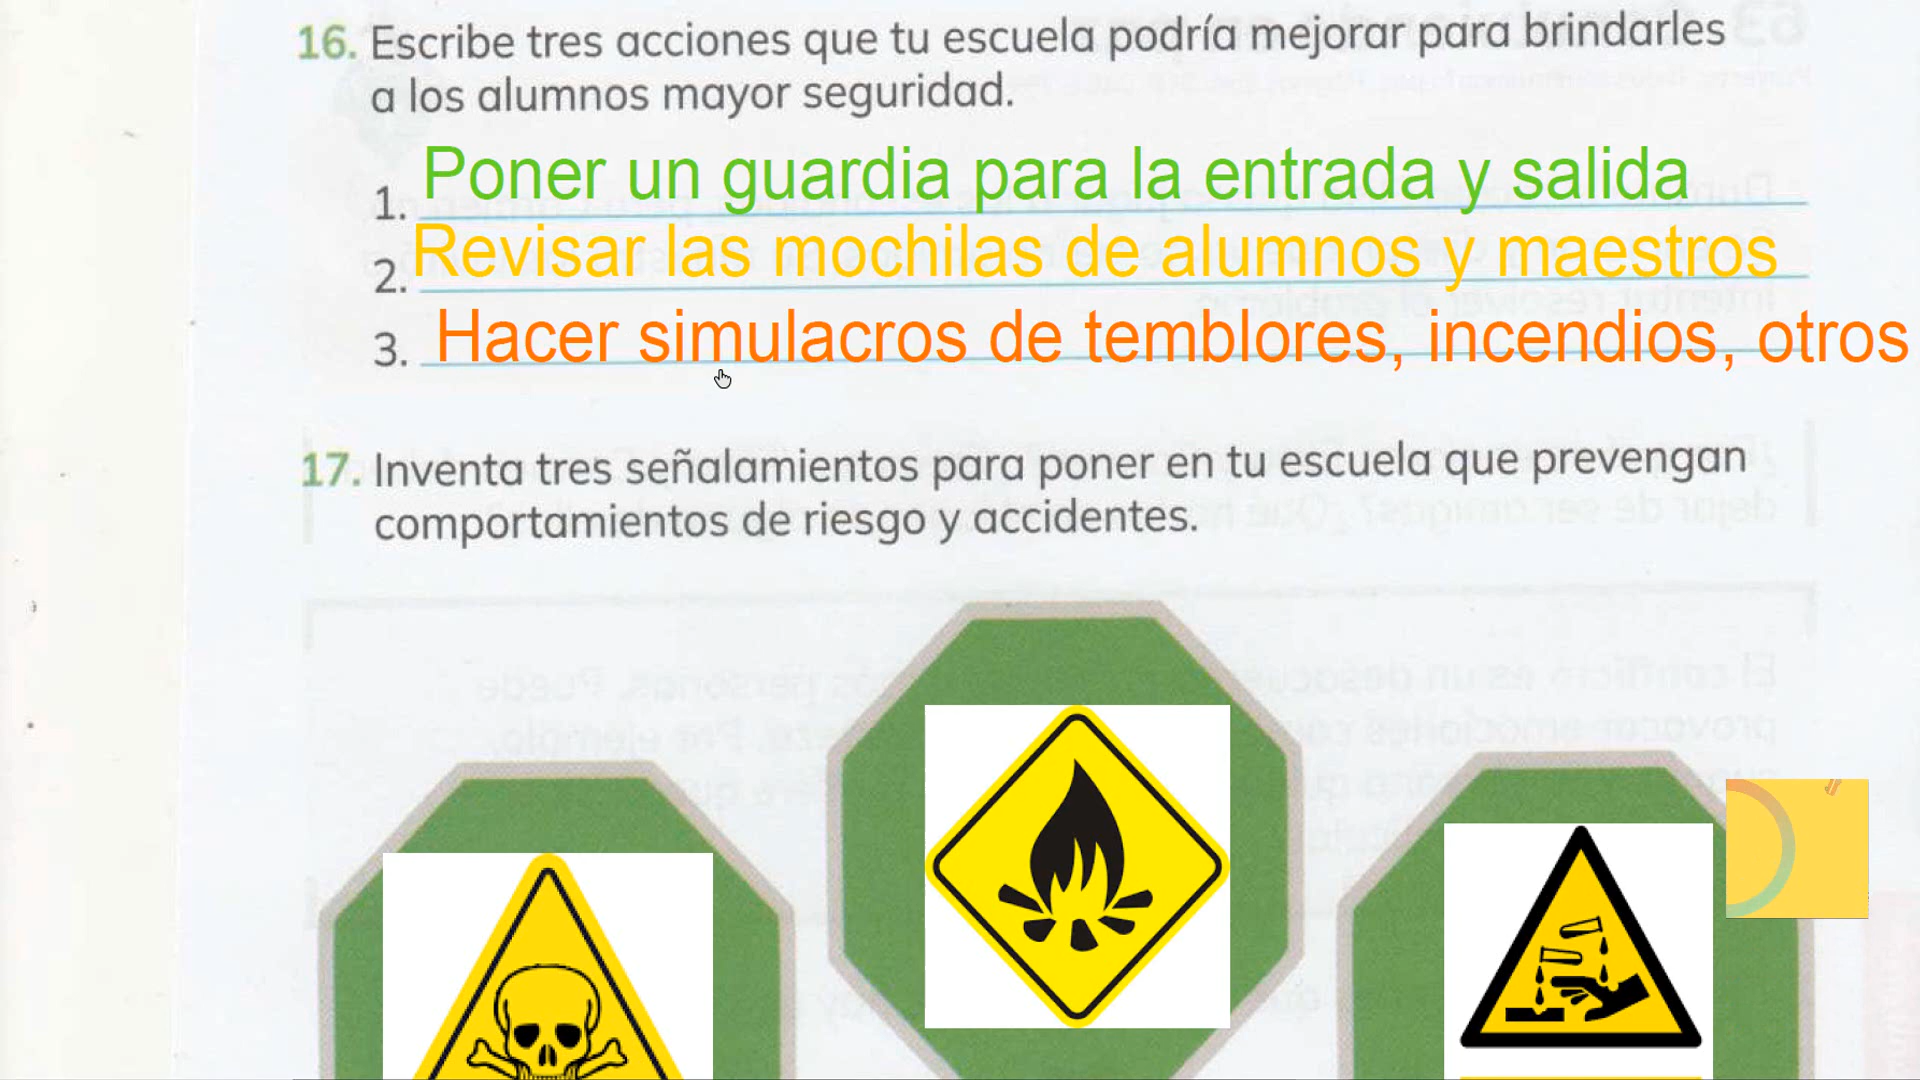 16. Escribe tres acciones que tu escuela podría mejorar para brindarles
a los alumnos mayor seguridad.
1. Poner un guardia para la entrada y salida
2. Revisar las mochilas de alumnos y maestros
3. Hacer simulacros de temblores, incendios, otros
17. Inventa tres señalamientos para poner en tu escuela que prevengan
comportamientos de riesgo y accidentes.